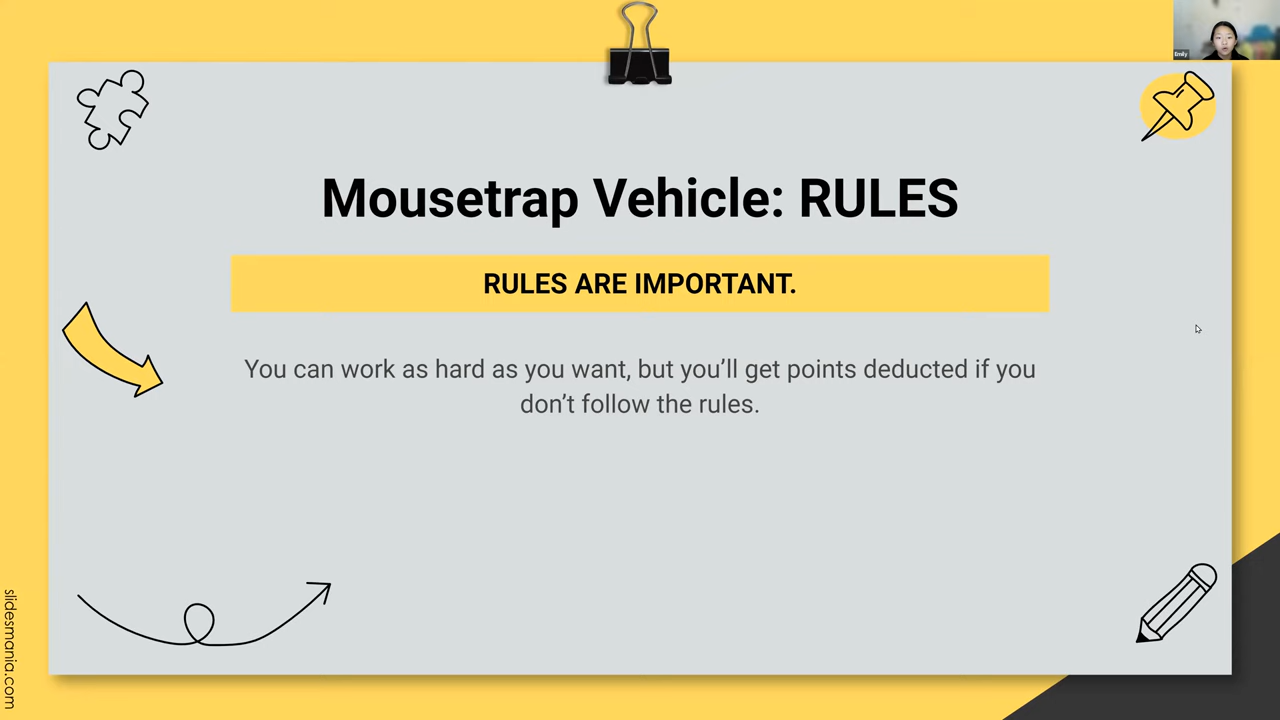 Emily
Mousetrap Vehicle: RULES
RULES ARE IMPORTANT.
You can work as hard as you want, but you’ll get points deducted if you
don’t follow the rules.
slidesmania.com